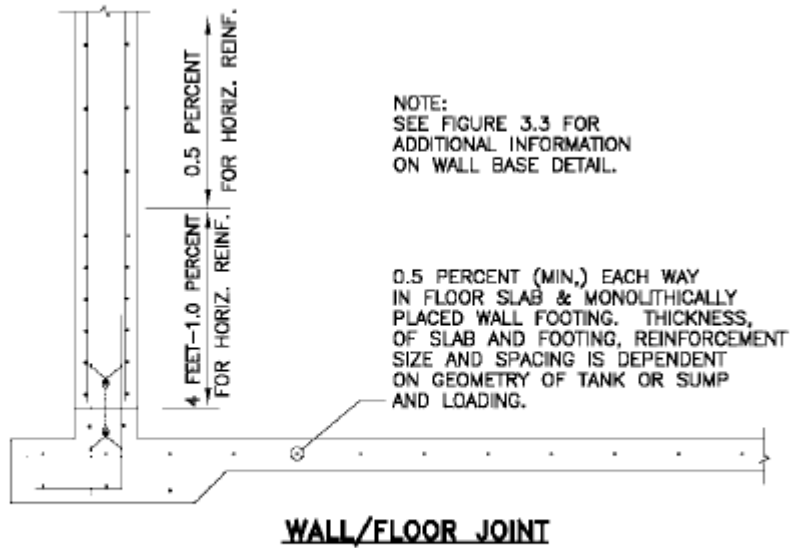 0.5 PERCENT
FOR HORIZ. REINF.
4 FEET-1.0 PERCENT
FOR HORIZ. REINF.
NOTE:
SEE FIGURE 3.3 FOR
ADDITIONAL INFORMATION
ON WALL BASE DETAIL.
0.5 PERCENT (MIN.) EACH WAY
IN FLOOR SLAB & MONOLITHICALLY
PLACED WALL FOOTING. THICKNESS,
OF SLAB AND FOOTING, REINFORCEMENT
SIZE AND SPACING IS DEPENDENT
ON GEOMETRY OF TANK OR SUMP
AND LOADING.
WALL/FLOOR JOINT